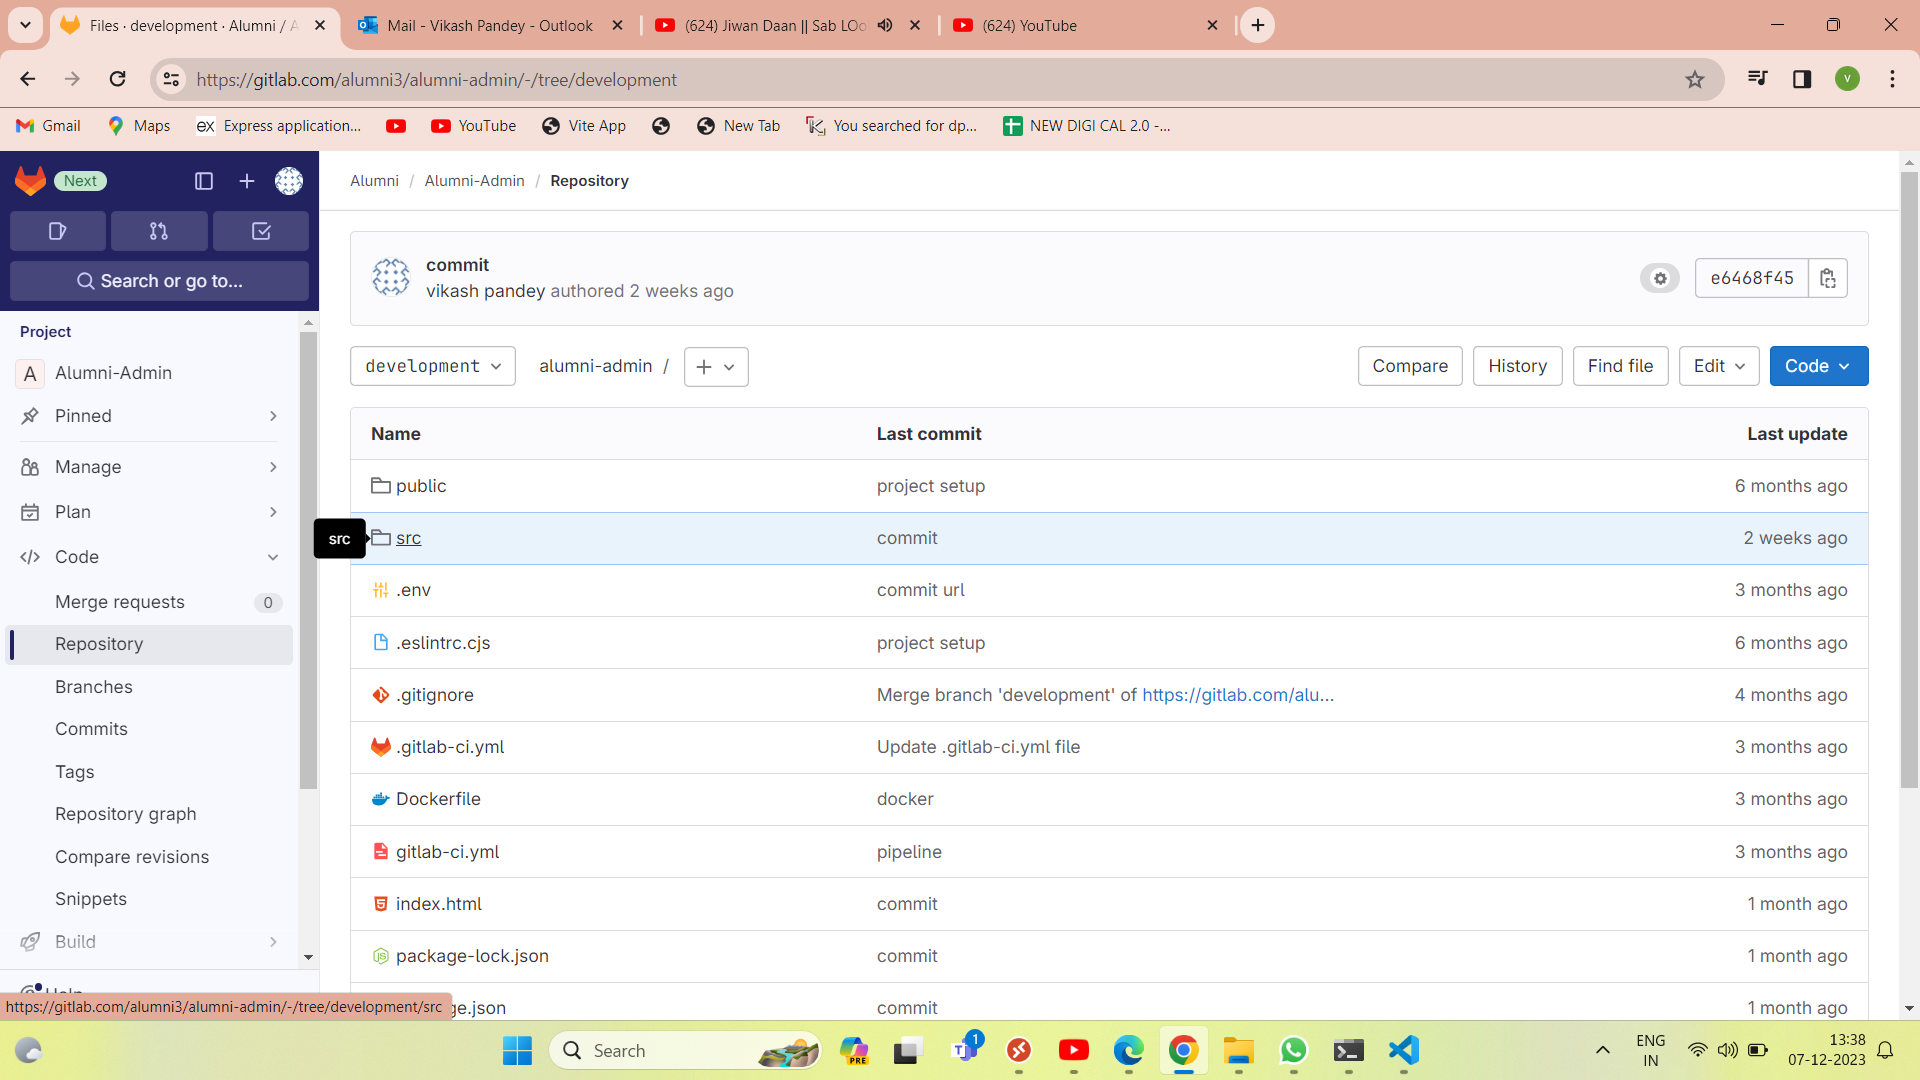 Files · development · Alumni / A
Mail - Vikash Pandey - Outlook
(624) Jiwan Daan || Sab LOo
(624) YouTube
https://gitlab.com/alumni3/alumni-admin/-/tree/development
V
Gmail
Maps
ex Express application...
YouTube
Vite App
New Tab
You searched for dp...
NEW DIGI CAL 2.0 -...
Next
Search or go to...
Project
A Alumni-Admin
Pinned
Manage
Plan
Code
Merge requests 0
Repository
Branches
Commits
Tags
Repository graph
Compare revisions
Snippets
Build
Help
https://gitlab.com/alumni3/alumni-admin/-/tree/development/src
Alumni / Alumni-Admin / Repository
commit
vikash pandey authored 2 weeks ago
e6468f45
development
alumni-admin /
Compare
History
Find file
Edit
Code
Name Last commit Last update
public project setup 6 months ago
src
src commit 2 weeks ago
.env commit url 3 months ago
.eslintrc.cjs project setup 6 months ago
.gitignore Merge branch 'development' of https://gitlab.com/alu... 4 months ago
.gitlab-ci.yml Update .gitlab-ci.yml file 3 months ago
Dockerfile docker 3 months ago
gitlab-ci.yml pipeline 3 months ago
index.html commit 1 month ago
package-lock.json commit 1 month ago
ge.json commit 1 month ago
Search
PRE
1
ENG
IN
13:38
07-12-2023